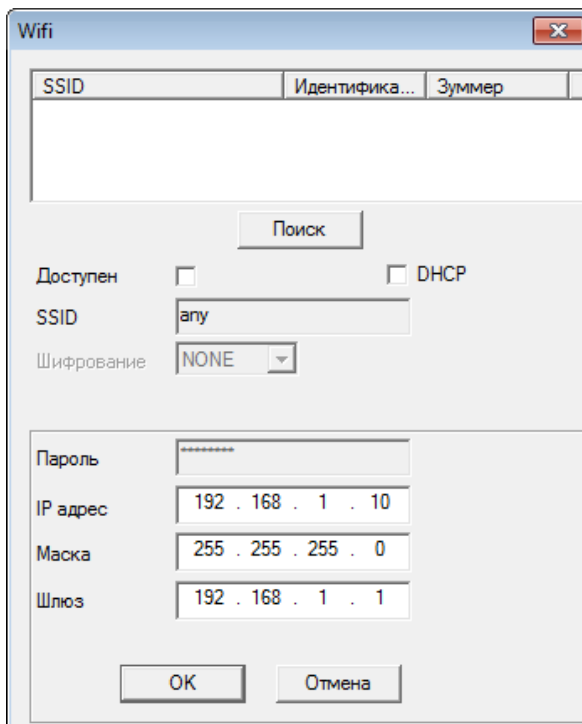 Wifi
SSID Идентифика... Зуммер
Поиск
Доступен DHCP
SSID any
Шифрование NONE
Пароль ********
IP адрес 192 . 168 . 1 . 10
Маска 255 . 255 . 255 . 0
Шлюз 192 . 168 . 1 . 1
OK Отмена